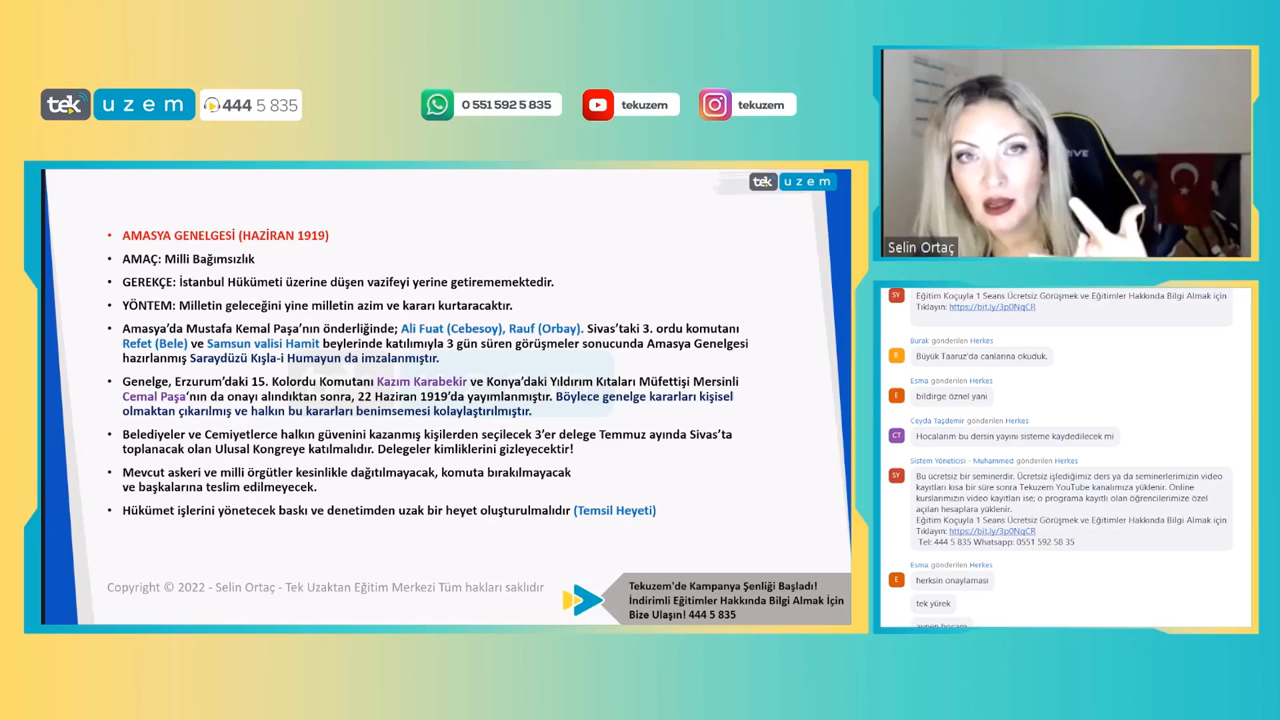 tek uzem 444 5 835
0 551 592 5 835
tekuzem
tekuzem
tek uzem
• AMASYA GENELGESİ (HAZİRAN 1919)
• AMAÇ: Milli Bağımsızlık
• GEREKÇE: İstanbul Hükümeti üzerine düşen vazifeyi yerine getirememektedir.
• YÖNTEM: Milletin geleceğini yine milletin azim ve kararı kurtaracaktır.
• Amasya’da Mustafa Kemal Paşa’nın önderliğinde; Ali Fuat (Cebesoy), Rauf (Orbay). Sivas’taki 3. ordu komutanı
Refet (Bele) ve Samsun valisi Hamit beylerinde katılımıyla 3 gün süren görüşmeler sonucunda Amasya Genelgesi
hazırlanmış Saraydüzü Kışla-i Humayun da imzalanmıştır.
• Genelge, Erzurum’daki 15. Kolordu Komutanı Kazım Karabekir ve Konya’daki Yıldırım Kıtaları Müfettişi Mersinli
Cemal Paşa‘nın da onayı alındıktan sonra, 22 Haziran 1919’da yayımlanmıştır. Böylece genelge kararları kişisel
olmaktan çıkarılmış ve halkın bu kararları benimsemesi kolaylaştırılmıştır.
• Belediyeler ve Cemiyetlerce halkın güvenini kazanmış kişilerden seçilecek 3’er delege Temmuz ayında Sivas’ta
toplanacak olan Ulusal Kongreye katılmalıdır. Delegeler kimliklerini gizleyecektir!
• Mevcut askeri ve milli örgütler kesinlikle dağıtılmayacak, komuta bırakılmayacak
ve başkalarına teslim edilmeyecek.
• Hükümet işlerini yönetecek baskı ve denetimden uzak bir heyet oluşturulmalıdır (Temsil Heyeti)
Copyright © 2022 - Selin Ortaç - Tek Uzaktan Eğitim Merkezi Tüm hakları saklıdır
Tekuzem'de Kampanya Şenliği Başladı!
İndirimli Eğitimler Hakkında Bilgi Almak İçin
Bize Ulaşın! 444 5 835
Selin Ortaç
SY
Eğitim Koçuyla 1 Seans Ücretsiz Görüşmek ve Eğitimler Hakkında Bilgi Almak için
Tıklayın: https://bit.ly/3p0NqCR
Burak gönderilen Herkes
B
Büyük Taaruz'da canlarına okuduk.
Esma gönderilen Herkes
E
bildirge öznel yani
Ceyda Taşdemir gönderilen Herkes
CT
Hocalarım bu dersin yayını sisteme kaydedilecek mi
Sistem Yöneticisi - Muhammed gönderilen Herkes
SY
Bu ücretsiz bir seminerdir. Ücretsiz işlediğimiz ders ya da seminerlerimizin video
kayıtları kısa bir süre sonra Tekuzem YouTube kanalımıza yüklenir. Online
kurslarımızın video kayıtları ise; o programa kayıtlı olan öğrencilerimize özel
açılan hesaplara yüklenir.
Eğitim Koçuyla 1 Seans Ücretsiz Görüşmek ve Eğitimler Hakkında Bilgi Almak için
Tıklayın: https://bit.ly/3p0NqCR
Tel: 444 5 835 Whatsapp: 0551 592 58 35
Esma gönderilen Herkes
E
herksin onaylaması
tek yürek
aynen hocam